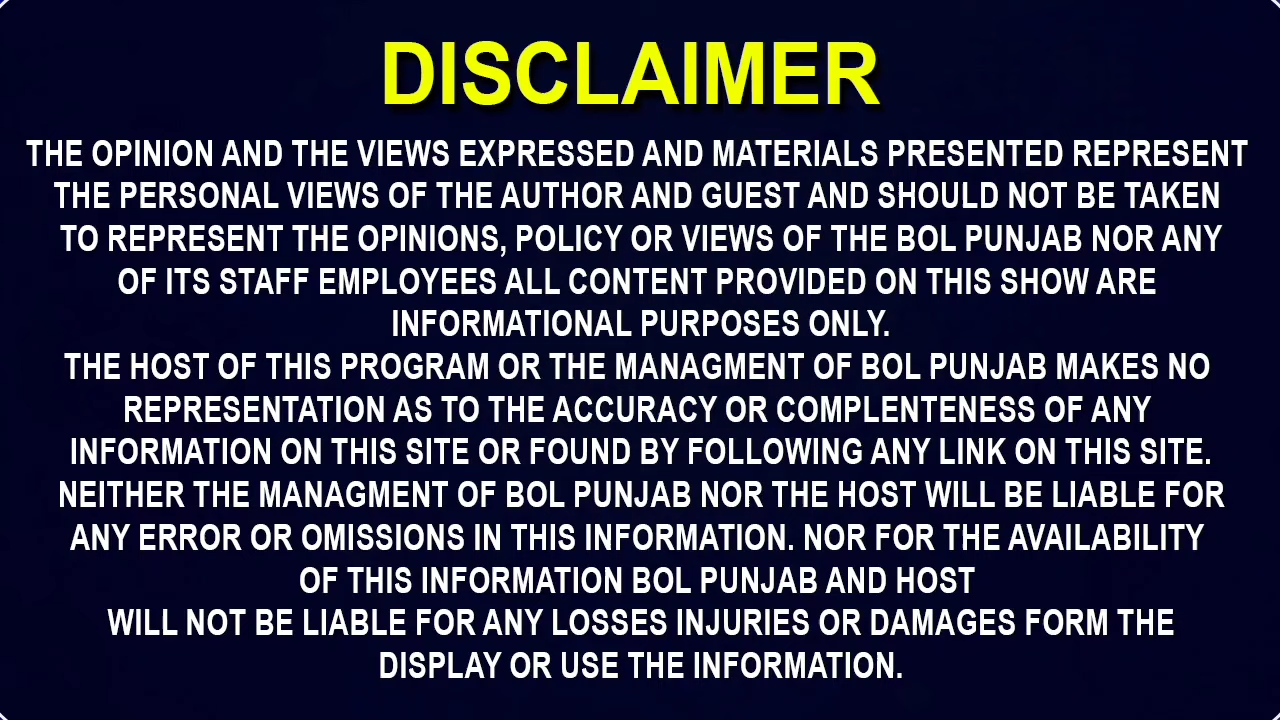 DISCLAIMER
THE OPINION AND THE VIEWS EXPRESSED AND MATERIALS PRESENTED REPRESENT
THE PERSONAL VIEWS OF THE AUTHOR AND GUEST AND SHOULD NOT BE TAKEN
TO REPRESENT THE OPINIONS, POLICY OR VIEWS OF THE BOL PUNJAB NOR ANY
OF ITS STAFF EMPLOYEES ALL CONTENT PROVIDED ON THIS SHOW ARE
INFORMATIONAL PURPOSES ONLY.
THE HOST OF THIS PROGRAM OR THE MANAGMENT OF BOL PUNJAB MAKES NO
REPRESENTATION AS TO THE ACCURACY OR COMPLENTENESS OF ANY
INFORMATION ON THIS SITE OR FOUND BY FOLLOWING ANY LINK ON THIS SITE.
NEITHER THE MANAGMENT OF BOL PUNJAB NOR THE HOST WILL BE LIABLE FOR
ANY ERROR OR OMISSIONS IN THIS INFORMATION. NOR FOR THE AVAILABILITY
OF THIS INFORMATION BOL PUNJAB AND HOST
WILL NOT BE LIABLE FOR ANY LOSSES INJURIES OR DAMAGES FORM THE
DISPLAY OR USE THE INFORMATION.